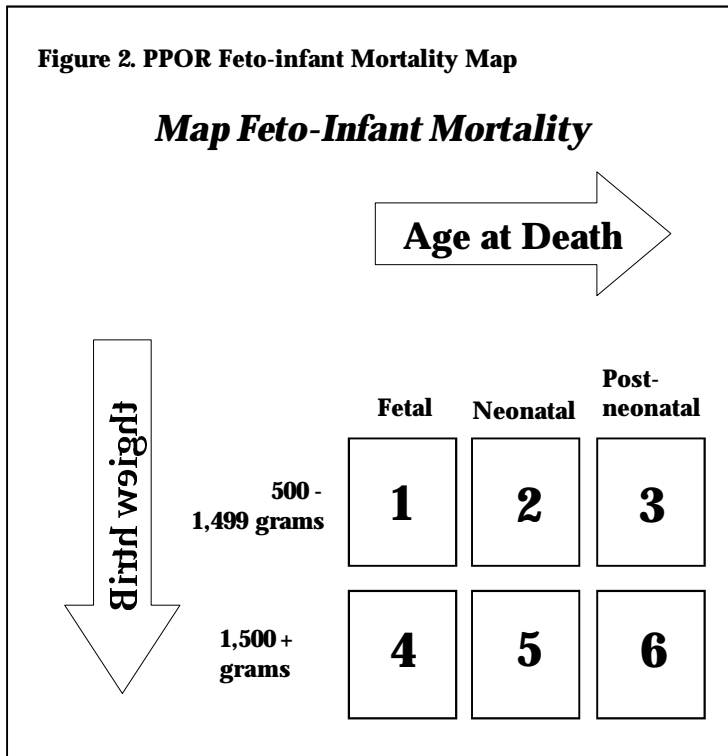 Figure 2. PPOR Feto-infant Mortality Map
Map Feto-Infant Mortality
Age at Death
Birth weight
Fetal
Neonatal
Post-
neonatal
500 -
1,499 grams
1
2
3
1,500 +
grams
4
5
6